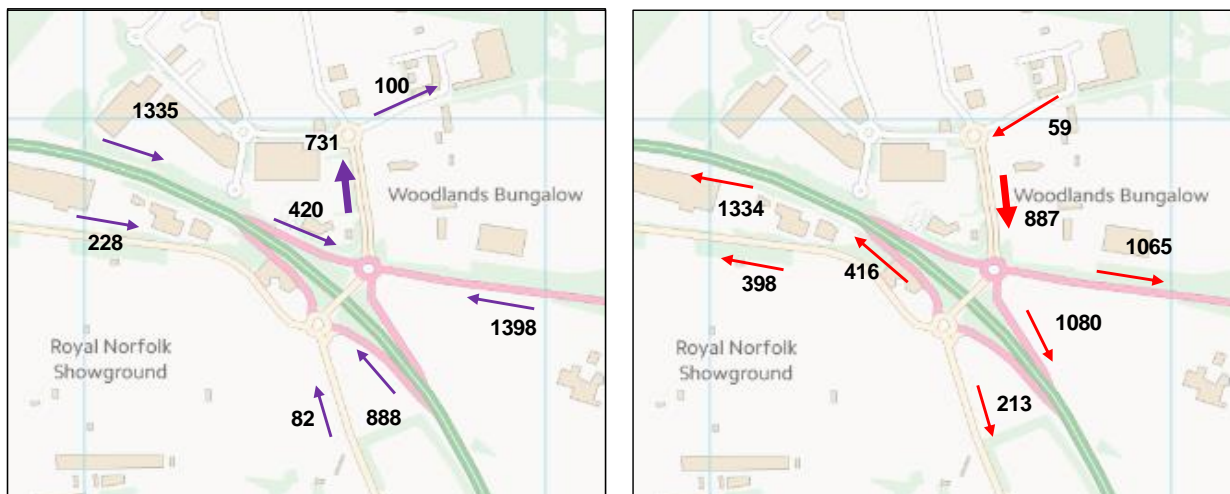 100
1335
731
Woodlands Bungalow
420
228
1398
Royal Norfolk
Showground
82
888
59
Woodlands Bungalow
1334
887
1065
416
398
1080
Royal Norfolk
Showground
213